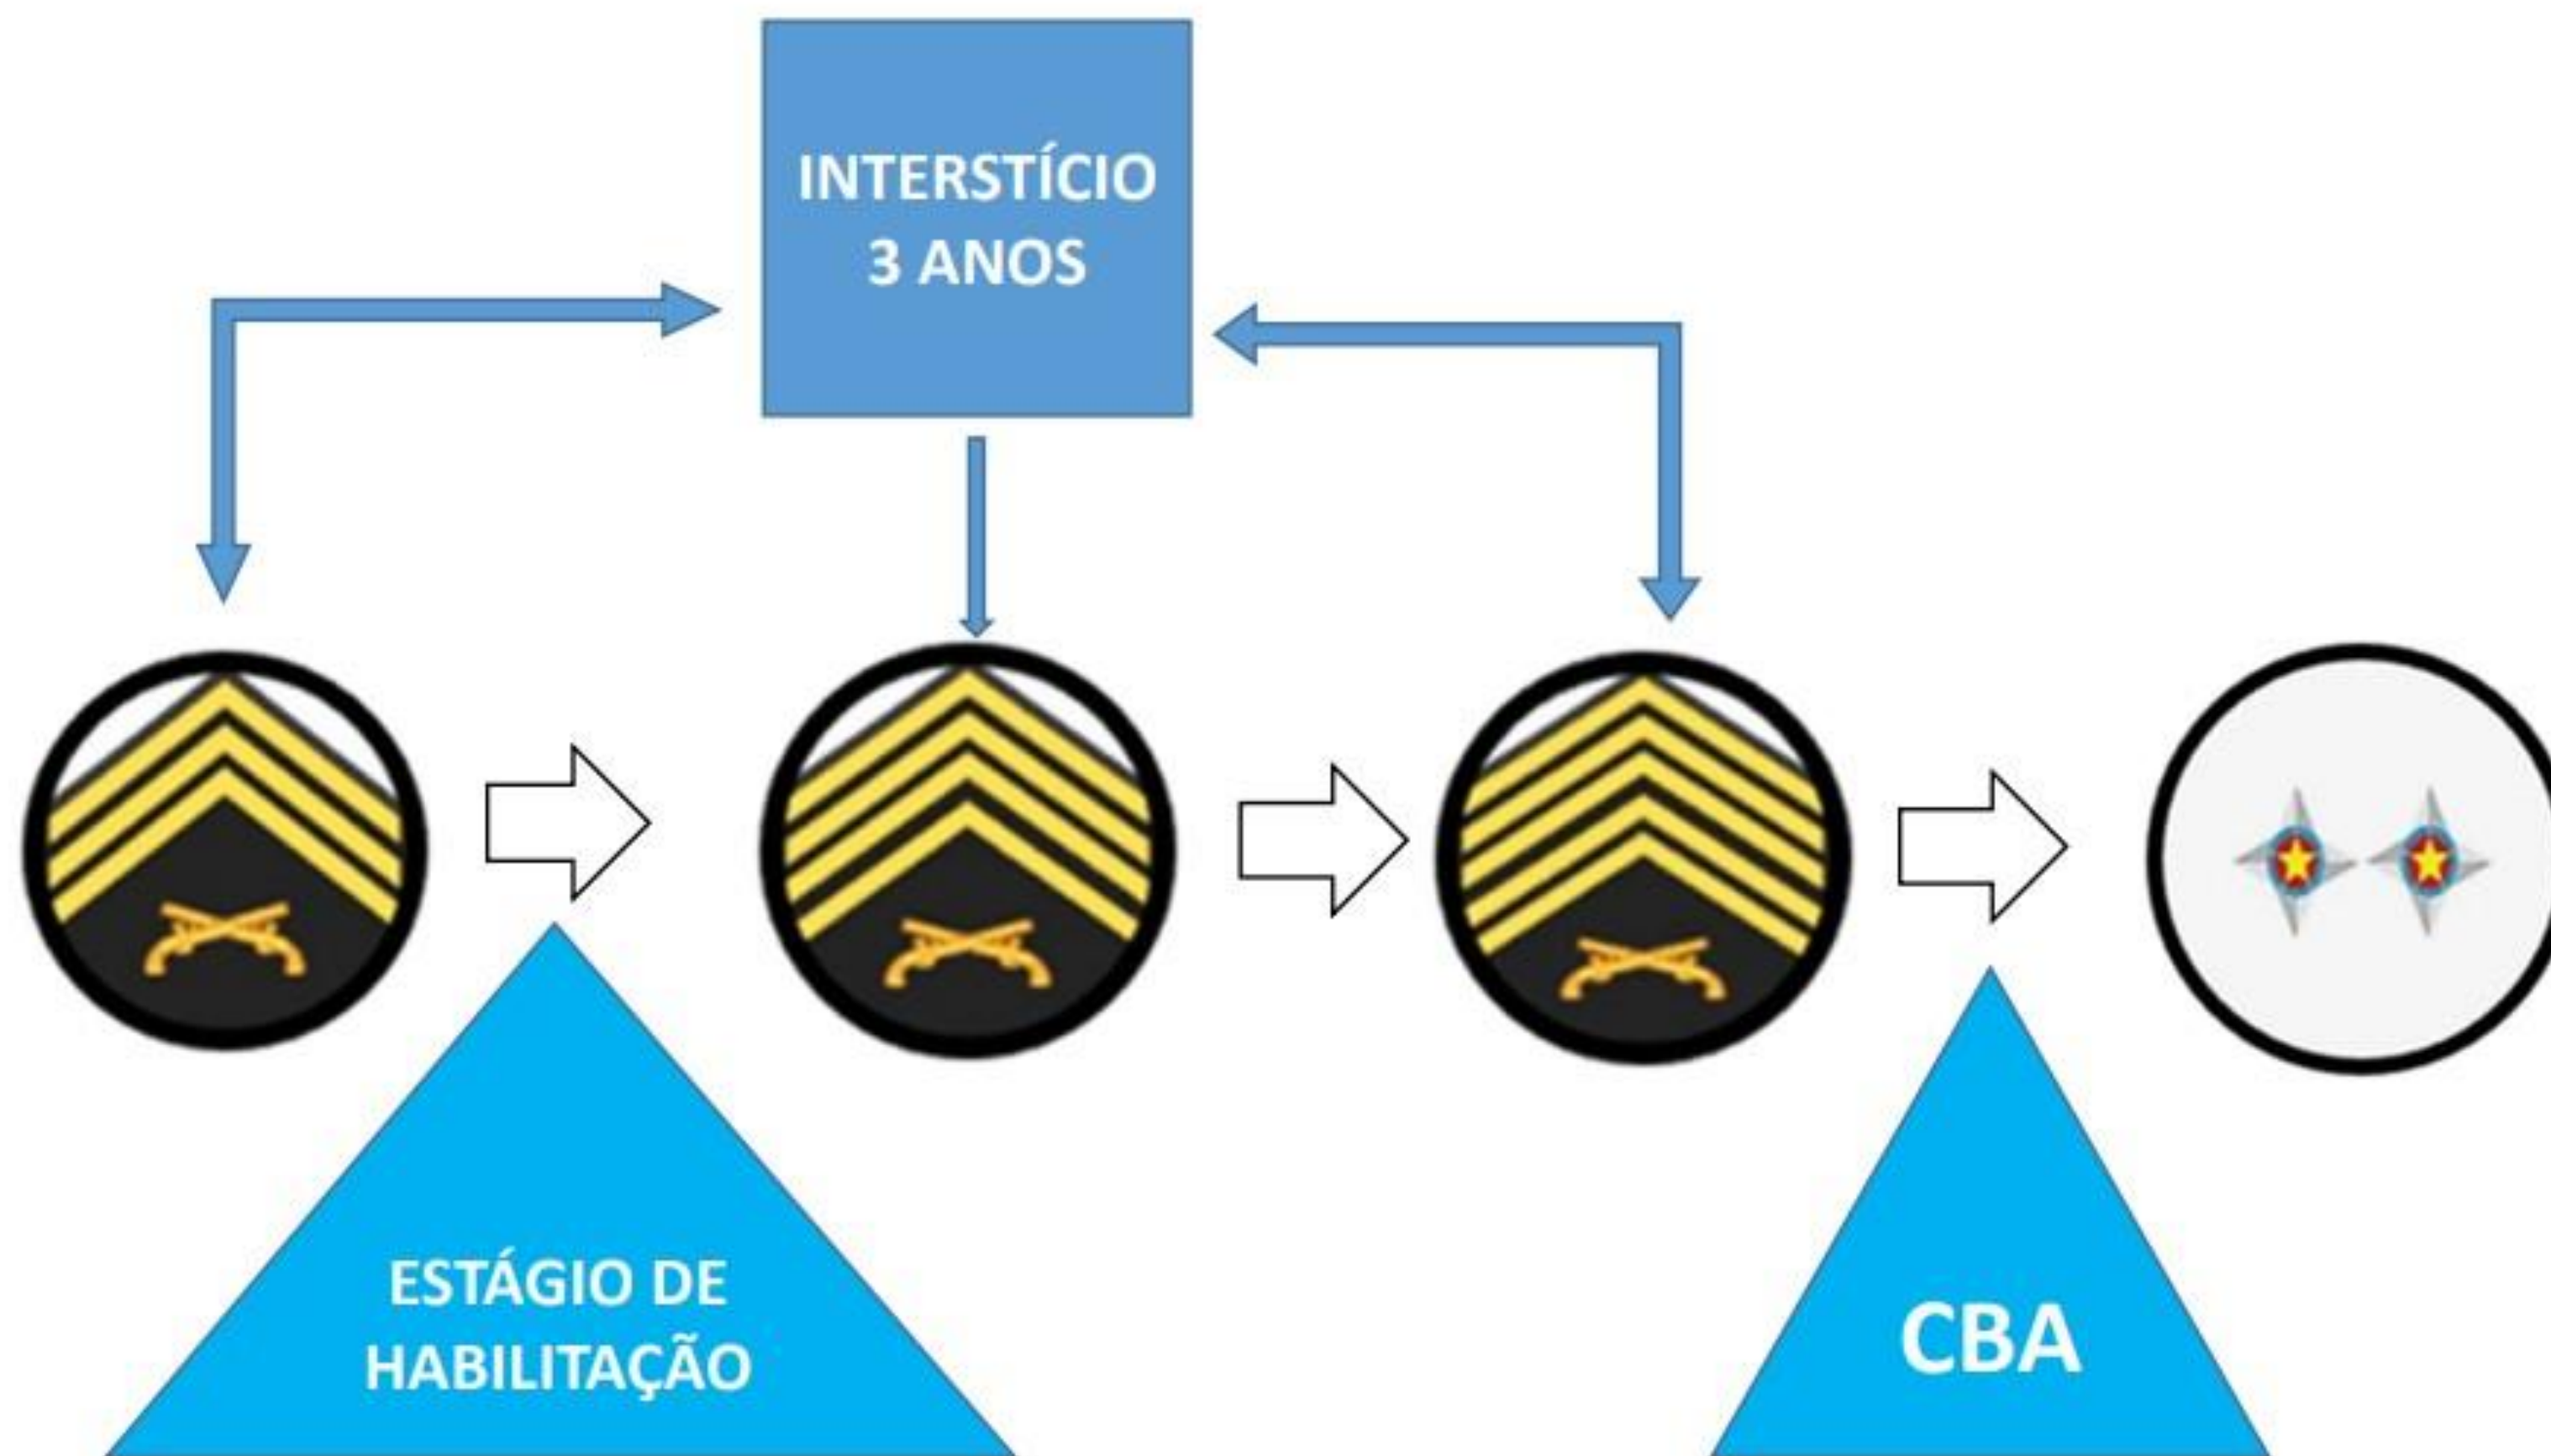 INTERSTÍCIO
3 ANOS
ESTÁGIO DE
HABILITAÇÃO
CBA